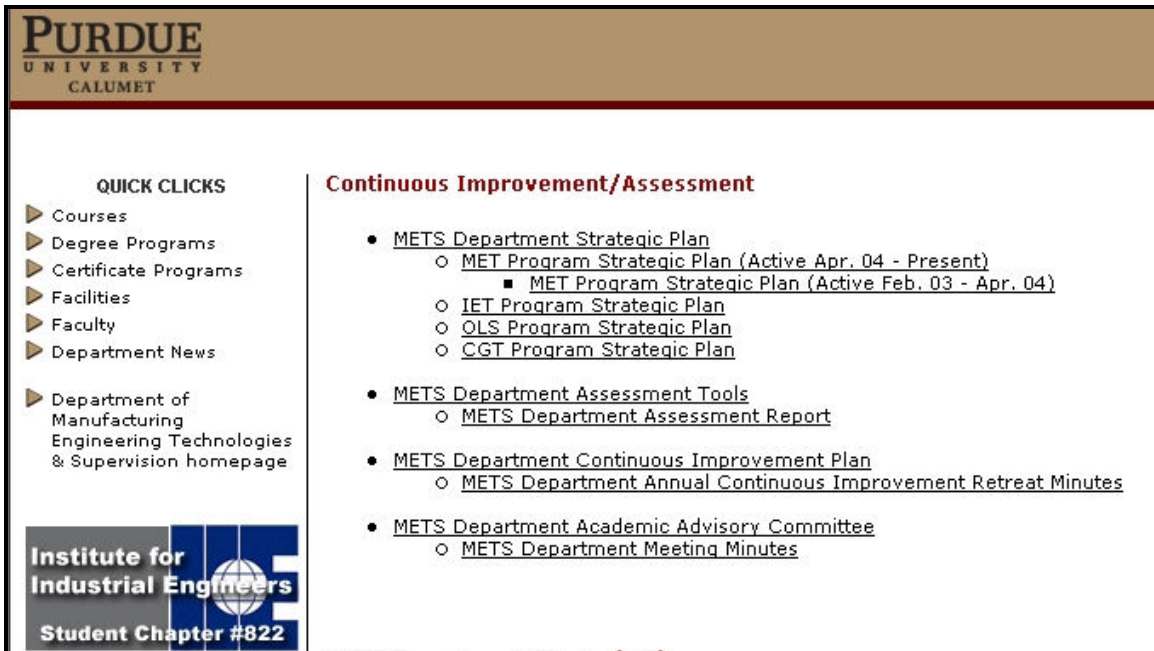 PURDUE
UNIVERSITY
CALUMET
QUICK CLICKS
Courses
Degree Programs
Certificate Programs
Facilities
Faculty
Department News
Department of
Manufacturing
Engineering Technologies
& Supervision homepage
Institute for
Industrial Engineers
Student Chapter #822
Continuous Improvement/Assessment
METS Department Strategic Plan
MET Program Strategic Plan (Active Apr. 04 - Present)
MET Program Strategic Plan (Active Feb. 03 - Apr. 04)
IET Program Strategic Plan
OLS Program Strategic Plan
CGT Program Strategic Plan
METS Department Assessment Tools
METS Department Assessment Report
METS Department Continuous Improvement Plan
METS Department Annual Continuous Improvement Retreat Minutes
METS Department Academic Advisory Committee
METS Department Meeting Minutes